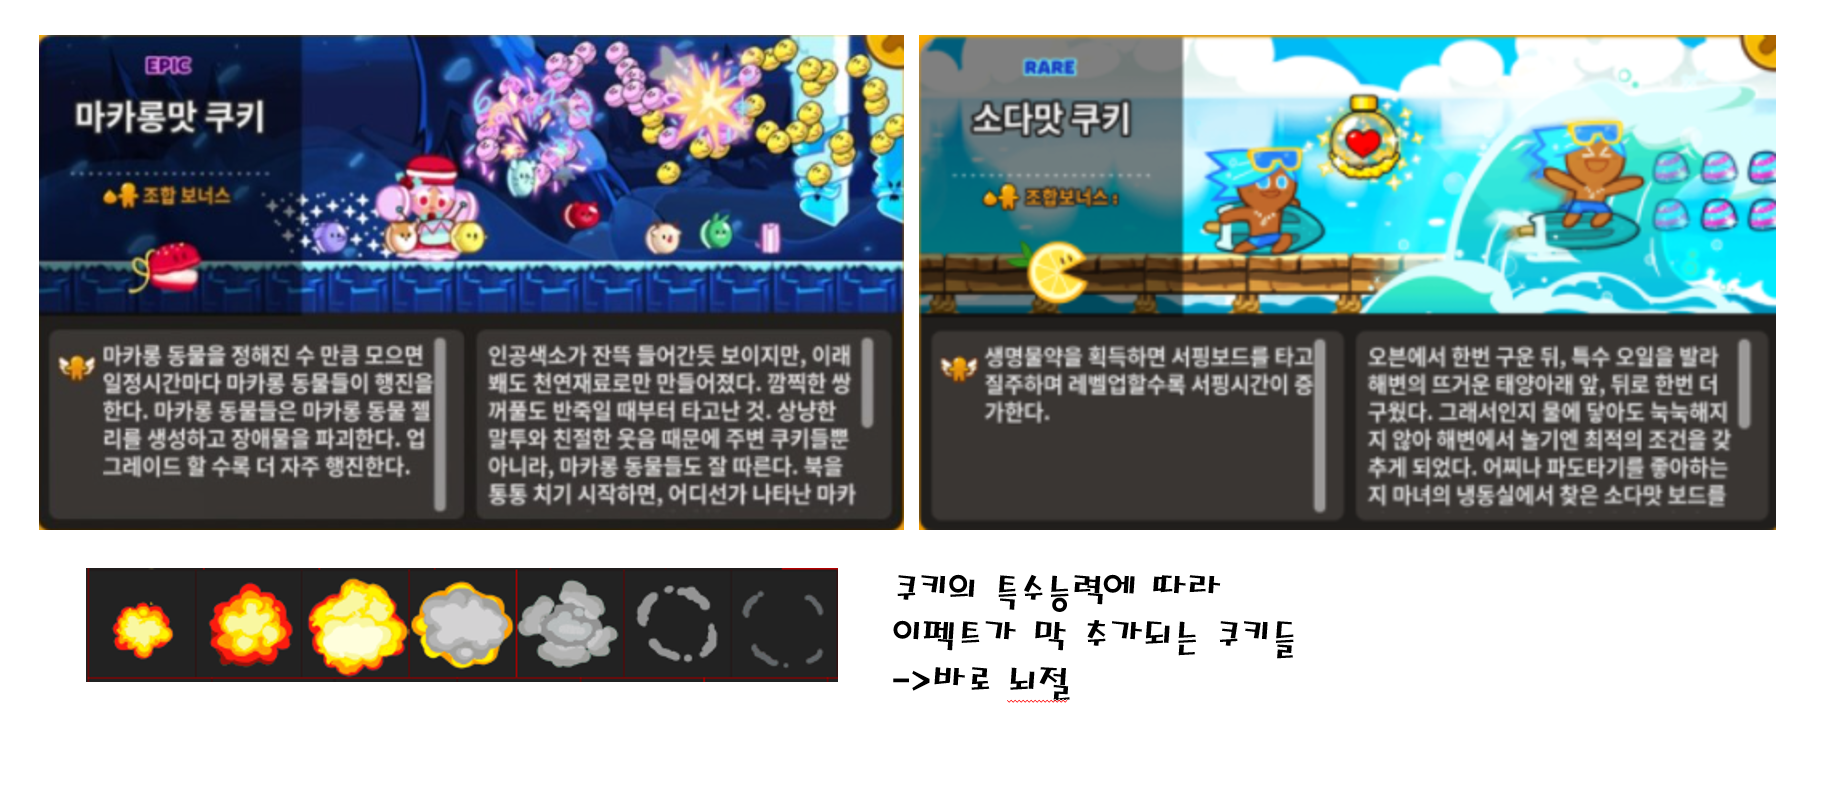 EPIC
마카롱맛 쿠키
조합 보너스
마카롱 동물을 정해진 수 만큼 모으면
일정시간마다 마카롱 동물들이 행진을
한다. 마카롱 동물들은 마카롱 동물 젤
리를 생성하고 장애물을 파괴한다. 업
그레이드 할 수록 더 자주 행진한다.
인공색소가 잔뜩 들어간듯 보이지만, 이래
봬도 천연재료로만 만들어졌다. 깜찍한 쌍
꺼풀도 반죽일 때부터 타고난 것. 상냥한
말투와 친절한 웃음 때문에 주변 쿠키들뿐
아니라, 마카롱 동물들도 잘 따른다. 북을
통통 치기 시작하면, 어디선가 나타난 마카
RARE
소다맛 쿠키
조합보너스 :
생명물약을 획득하면 서핑보드를 타고
질주하며 레벨업할수록 서핑시간이 증
가한다.
오븐에서 한번 구운 뒤, 특수 오일을 발라
해변의 뜨거운 태양아래 앞, 뒤로 한번 더
구웠다. 그래서인지 물에 닿아도 눅눅해지
지 않아 해변에서 놀기엔 최적의 조건을 갖
추게 되었다. 어찌나 파도타기를 좋아하는
지 마녀의 냉동실에서 찾은 소다맛 보드를
쿠키의 특수능력에 따라
이펙트가 막 추가되는 쿠키들
->바로 뇌절